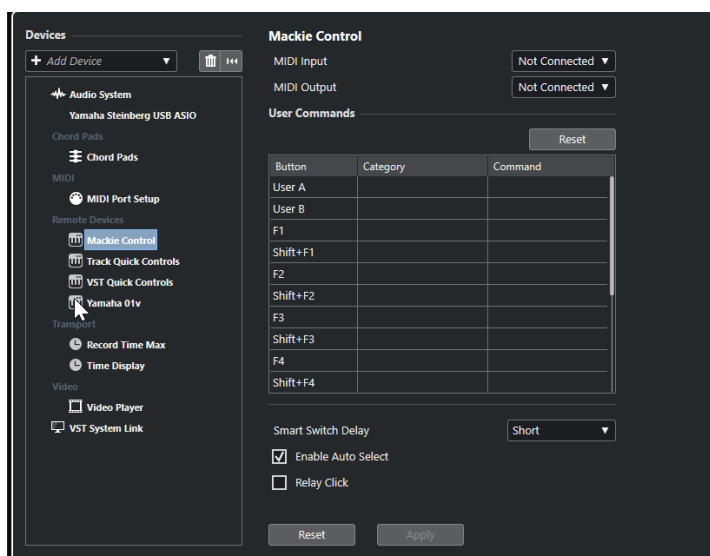 Devices
+ Add Device
Audio System
Yamaha Steinberg USB ASIO
Chord Pads
Chord Pads
MIDI
MIDI Port Setup
Remote Devices
Mackie Control
Track Quick Controls
VST Quick Controls
Yamaha 01v
Transport
Record Time Max
Time Display
Video
Video Player
VST System Link
Mackie Control
MIDI Input Not Connected
MIDI Output Not Connected
User Commands
Reset
Button Category Command
User A
User B
F1
Shift+F1
F2
Shift+F2
F3
Shift+F3
F4
Shift+F4
Smart Switch Delay Short
Enable Auto Select
Relay Click
Reset Apply